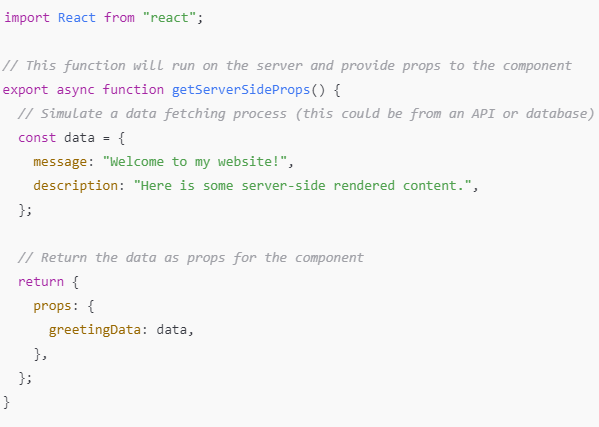 import React from "react";
// This function will run on the server and provide props to the component
export async function getServerSideProps() {
// Simulate a data fetching process (this could be from an API or database)
const data = {
message: "Welcome to my website!",
description: "Here is some server-side rendered content.",
};
// Return the data as props for the component
return {
props: {
greetingData: data,
},
};
}